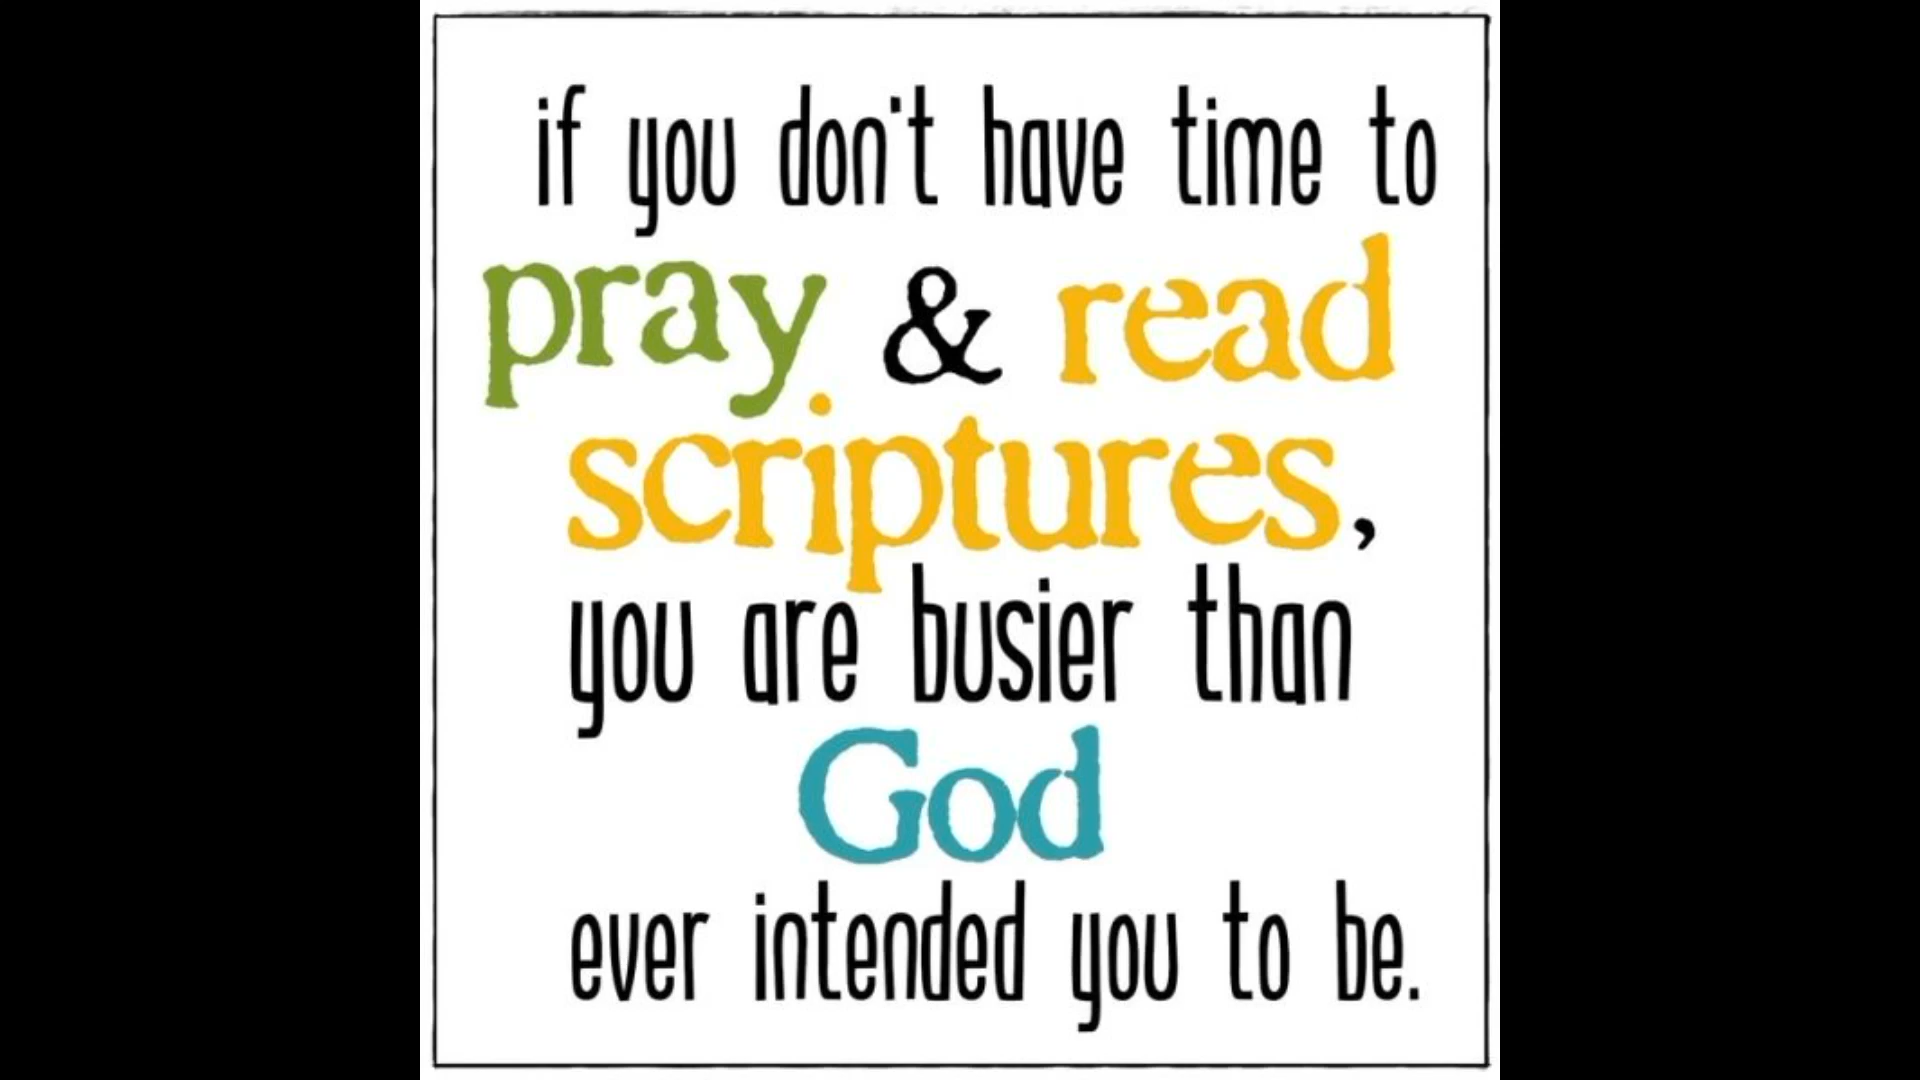 if you don't have time to
pray & read
scriptures,
you are busier than
God
ever intended you to be.